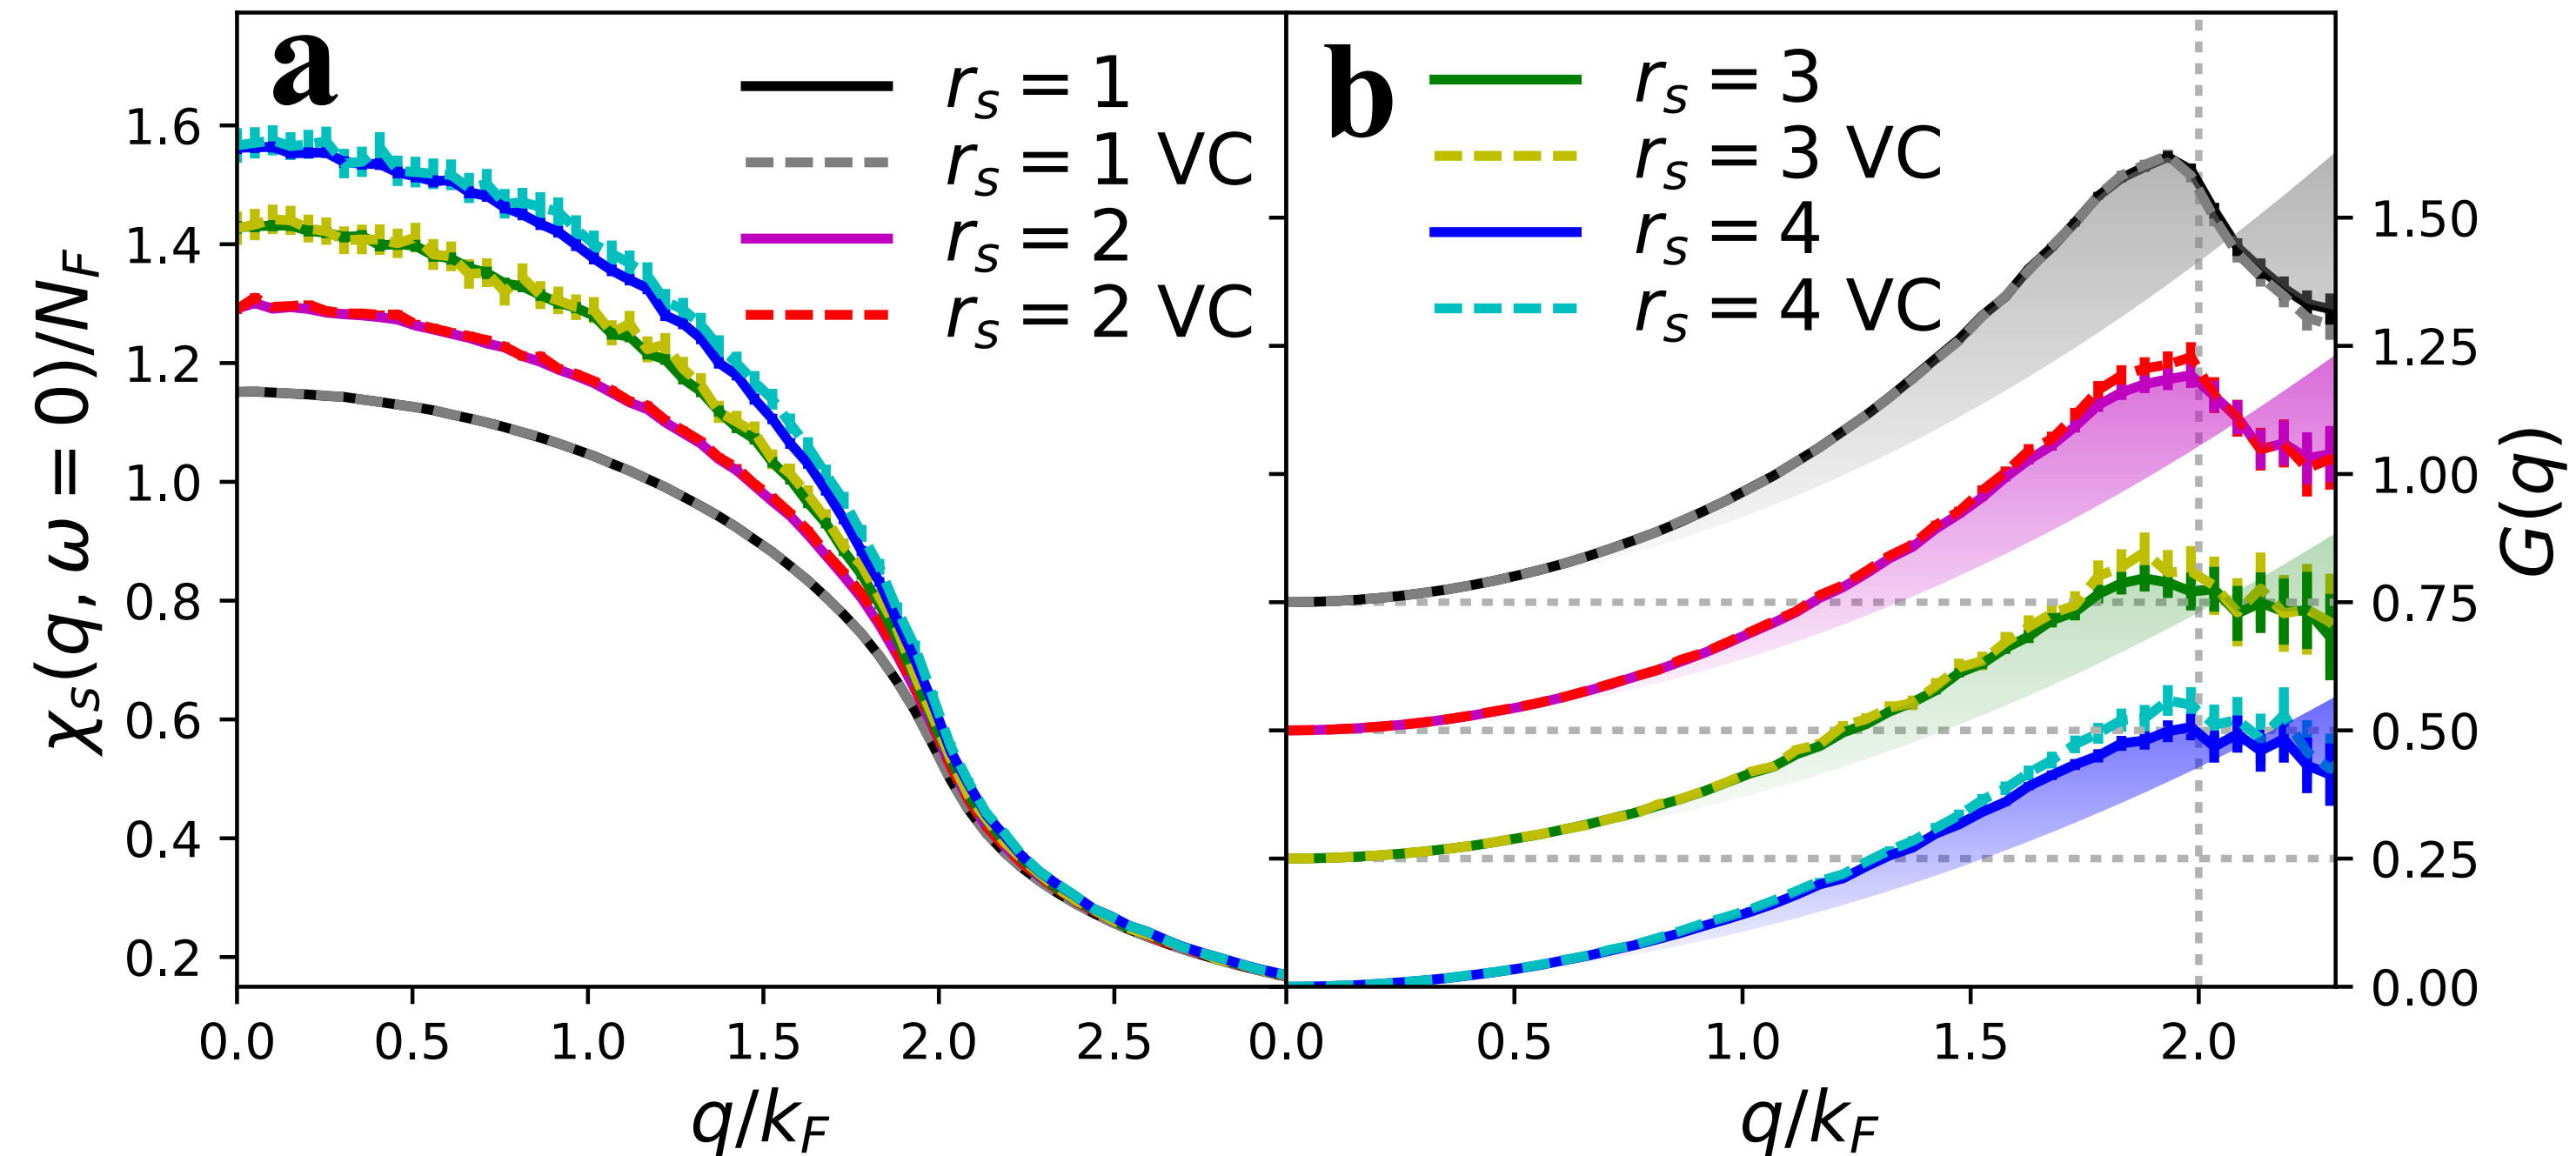 a
r_s = 1
r_s = 1 VC
r_s = 2
r_s = 2 VC
b
r_s = 3
r_s = 3 VC
r_s = 4
r_s = 4 VC
χ_s(q, ω = 0)/N_F
1.6
1.4
1.2
1.0
0.8
0.6
0.4
0.2
0.0
0.5
1.0
1.5
2.0
2.5
q/k_F
0.0
0.5
1.0
1.5
2.0
q/k_F
1.50
1.25
1.00
0.75
0.50
0.25
0.00
G(q)